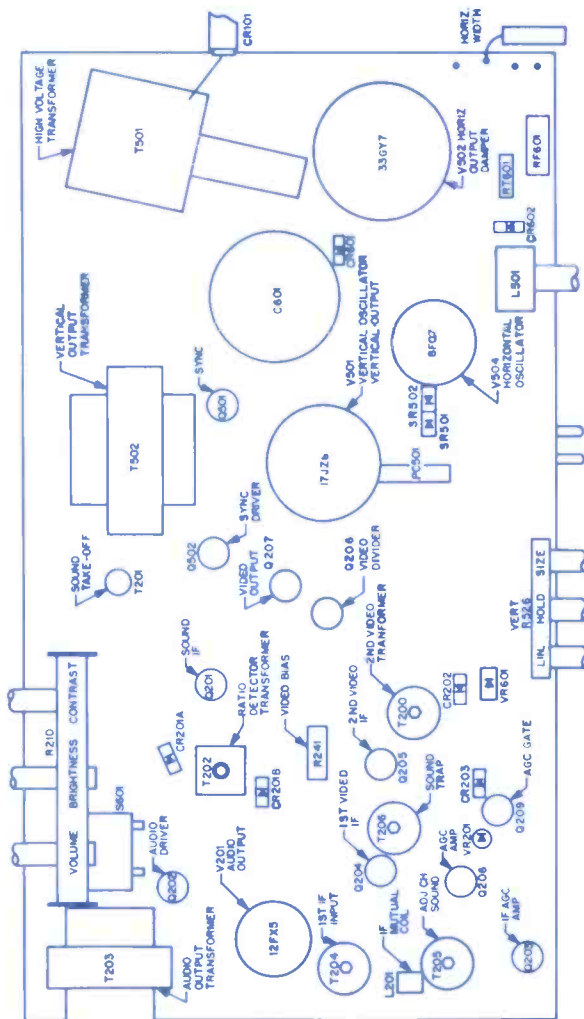 HIGH VOLTAGE
TRANSFORMER
T501
CR101
HORIZ.
WIDTH
33GY7
V502 HORIZ
OUTPUT
DAMPER
RT601
RF601
CR602
C601
CR601
L501
VERTICAL
OUTPUT
TRANSFORMER
T502
SYNC
Q501
V501
VERTICAL OSCILLATOR
VERTICAL OUTPUT
17JZ6
PC501
8FQ7
V504
HORIZONTAL
OSCILLATOR
SR502
SR501
SOUND
TAKE-OFF
T201
Q502
SYNC
DRIVER
VIDEO
OUTPUT
Q207
Q206
VIDEO
DIVIDER
VERT
R526
LIN.
HOLD
SIZE
R210
CONTRAST
BRIGHTNESS
VOLUME
S601
SOUND
IF
Q201
CR201A
T202
RATIO
DETECTOR
TRANSFORMER
CR201B
VIDEO BIAS
R241
2ND VIDEO
TRANFORMER
T200
CR202
VR601
2ND VIDEO
IF
Q205
SOUND
TRAP
T206
CR203
AGC GATE
Q209
VR201
1ST VIDEO
IF
Q204
AGC
AMP
Q206
AUDIO
DRIVER
Q202
V201
AUDIO
OUTPUT
12FX5
T203
AUDIO
OUTPUT
TRANSFORMER
1ST IF
INPUT
T204
IF
MUTUAL
COIL
L201
ADJ CH
SOUND
T205
IF AGC
AMP